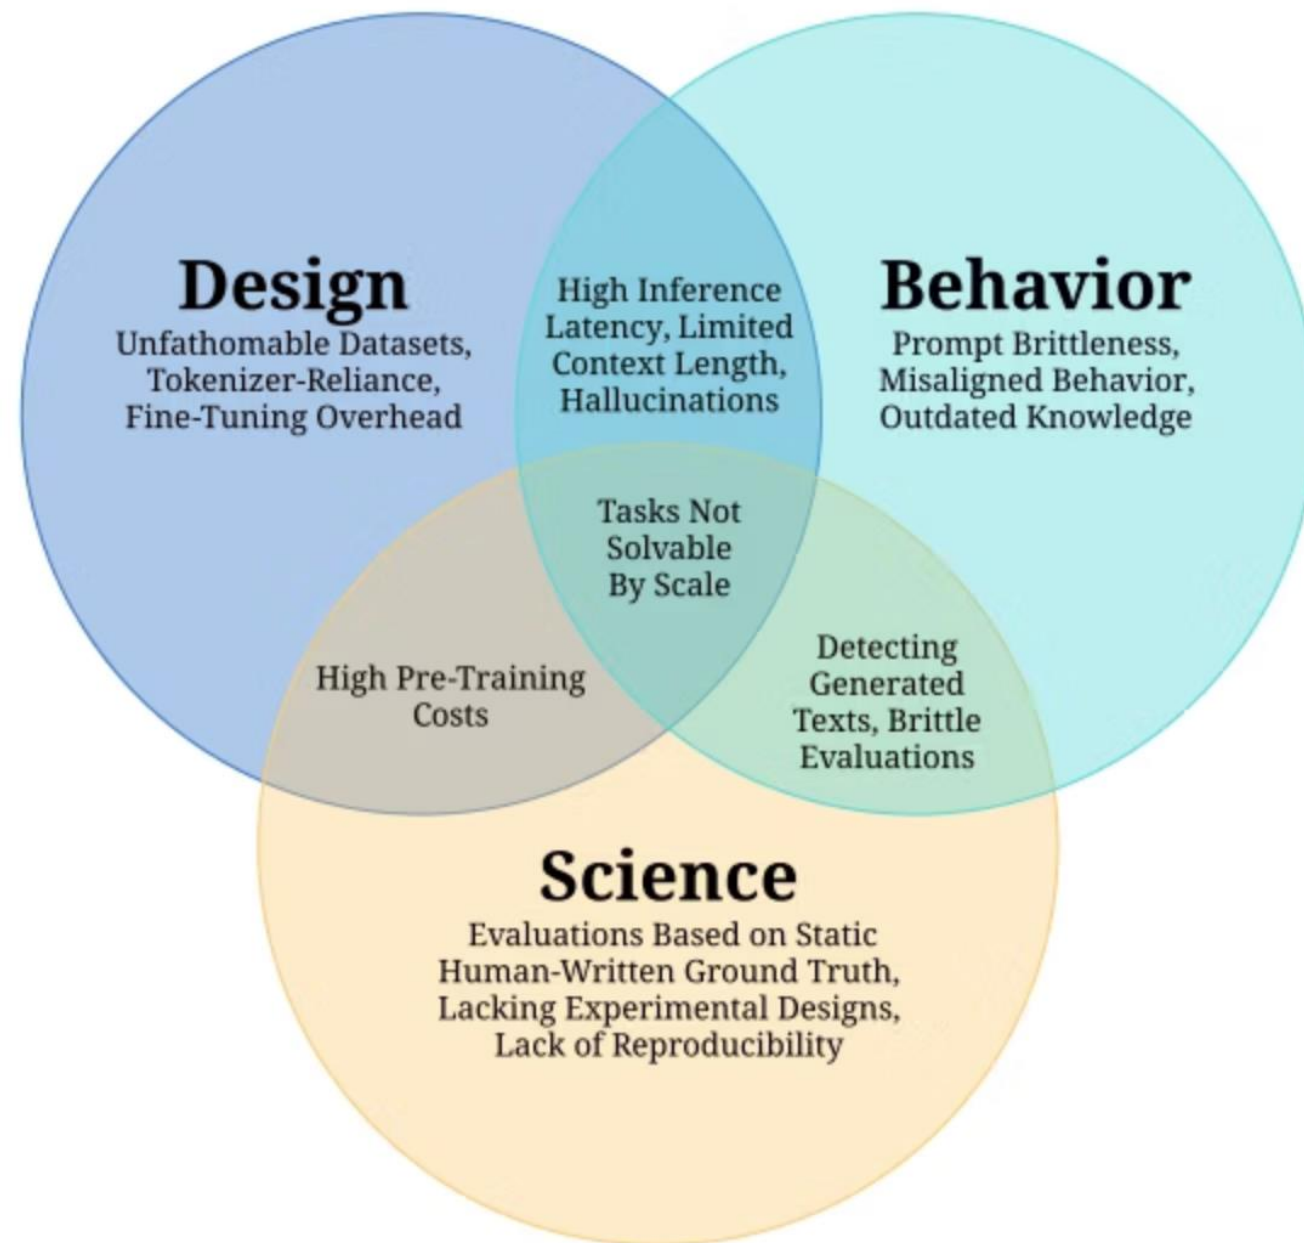 Design
Unfathomable Datasets,
Tokenizer-Reliance,
Fine-Tuning Overhead
High Inference
Latency, Limited
Context Length,
Hallucinations
Behavior
Prompt Brittleness,
Misaligned Behavior,
Outdated Knowledge
Tasks Not
Solvable
By Scale
High Pre-Training
Costs
Detecting
Generated
Texts, Brittle
Evaluations
Science
Evaluations Based on Static
Human-Written Ground Truth,
Lacking Experimental Designs,
Lack of Reproducibility